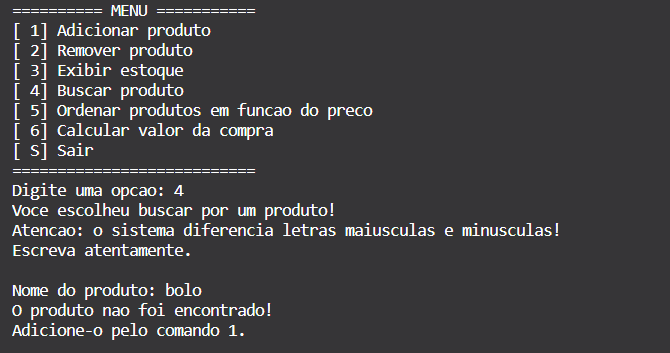 ========== MENU ===========
[ 1] Adicionar produto
[ 2] Remover produto
[ 3] Exibir estoque
[ 4] Buscar produto
[ 5] Ordenar produtos em funcao do preco
[ 6] Calcular valor da compra
[ S] Sair
===========================
Digite uma opcao: 4
Voce escolheu buscar por um produto!
Atencao: o sistema diferencia letras maiusculas e minusculas!
Escreva atentamente.

Nome do produto: bolo
O produto nao foi encontrado!
Adicione-o pelo comando 1.